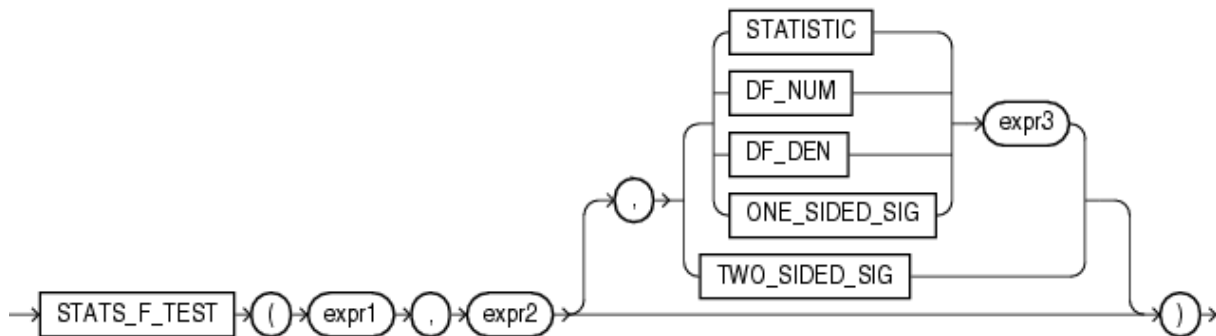 STATISTIC
DF_NUM
expr3
DF_DEN
,
ONE_SIDED_SIG
TWO_SIDED_SIG
STATS_F_TEST ( expr1 , expr2 )